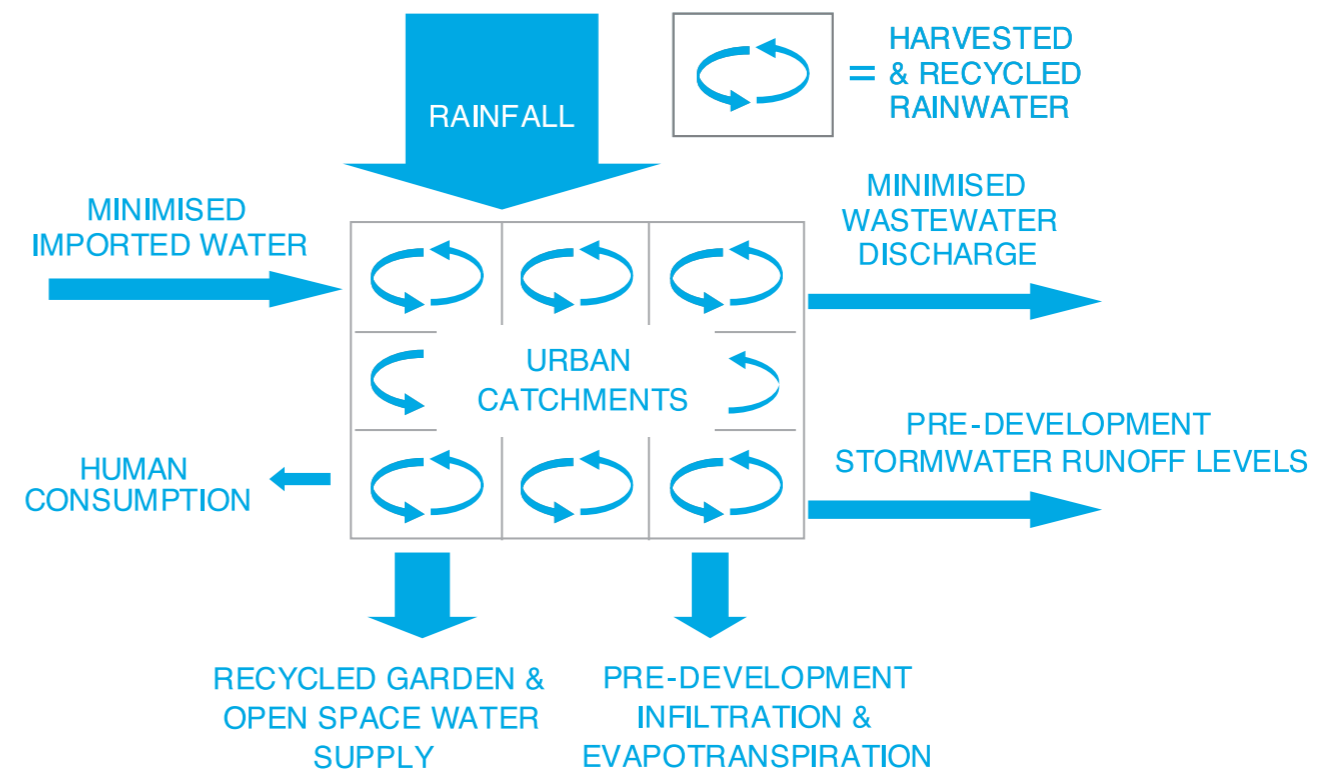 RAINFALL
=
HARVESTED
& RECYCLED
RAINWATER
MINIMISED
IMPORTED WATER
MINIMISED
WASTEWATER
DISCHARGE
URBAN
CATCHMENTS
HUMAN
CONSUMPTION
PRE-DEVELOPMENT
STORMWATER RUNOFF LEVELS
RECYCLED GARDEN &
OPEN SPACE WATER
SUPPLY
PRE-DEVELOPMENT
INFILTRATION &
EVAPOTRANSPIRATION